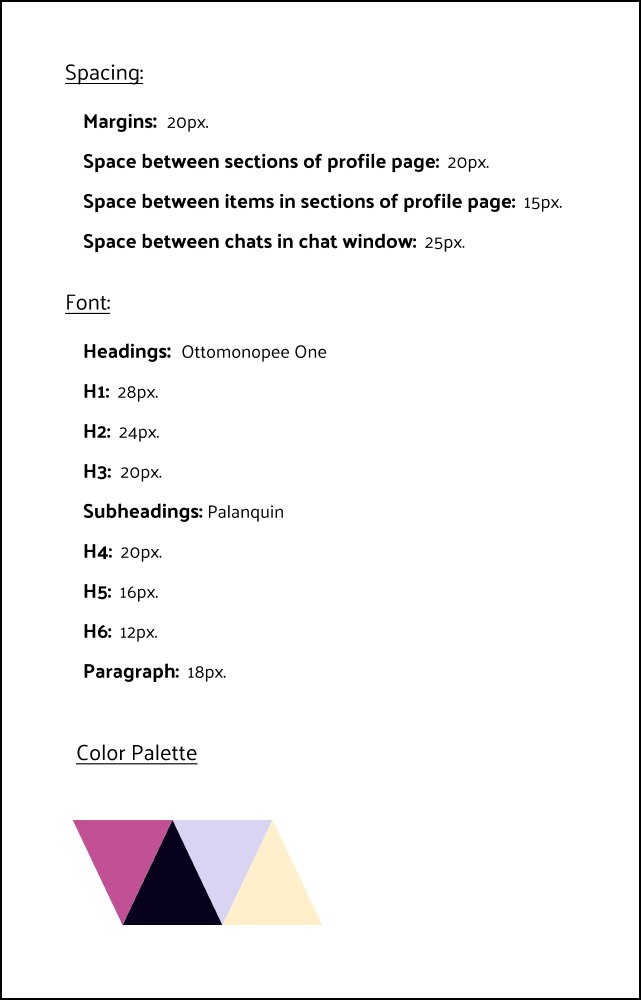 Spacing:
Margins: 20px.
Space between sections of profile page: 20px.
Space between items in sections of profile page: 15px.
Space between chats in chat window: 25px.
Font:
Headings: Ottomonopee One
H1: 28px.
H2: 24px.
H3: 20px.
Subheadings: Palanquin
H4: 20px.
H5: 16px.
H6: 12px.
Paragraph: 18px.
Color Palette